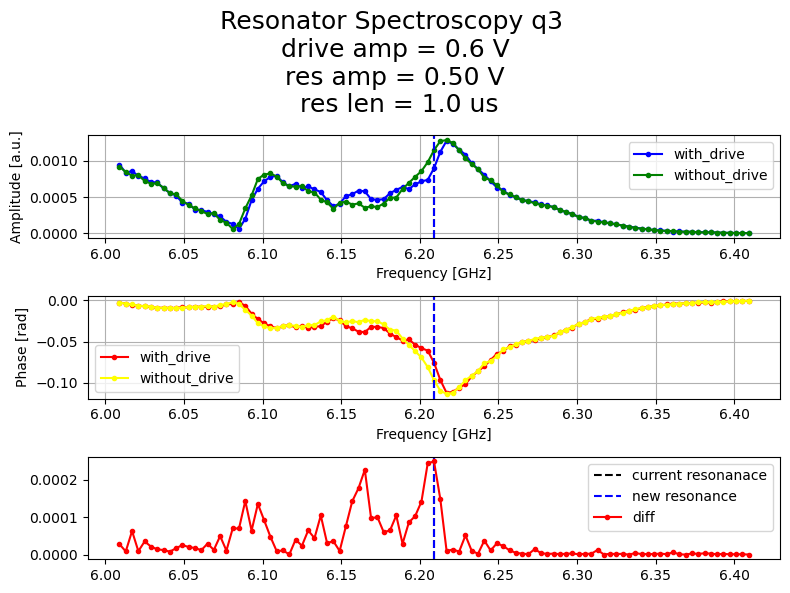 Resonator Spectroscopy q3
drive amp = 0.6 V
res amp = 0.50 V
res len = 1.0 us
Amplitude [a.u.]
0.0010
0.0005
0.0000
with_drive
without_drive
6.00 6.05 6.10 6.15 6.20 6.25 6.30 6.35 6.40
Frequency [GHz]
Phase [rad]
0.00
−0.05
−0.10
with_drive
without_drive
6.00 6.05 6.10 6.15 6.20 6.25 6.30 6.35 6.40
Frequency [GHz]
0.0002
0.0001
0.0000
current resonanace
new resonance
diff
6.00 6.05 6.10 6.15 6.20 6.25 6.30 6.35 6.40